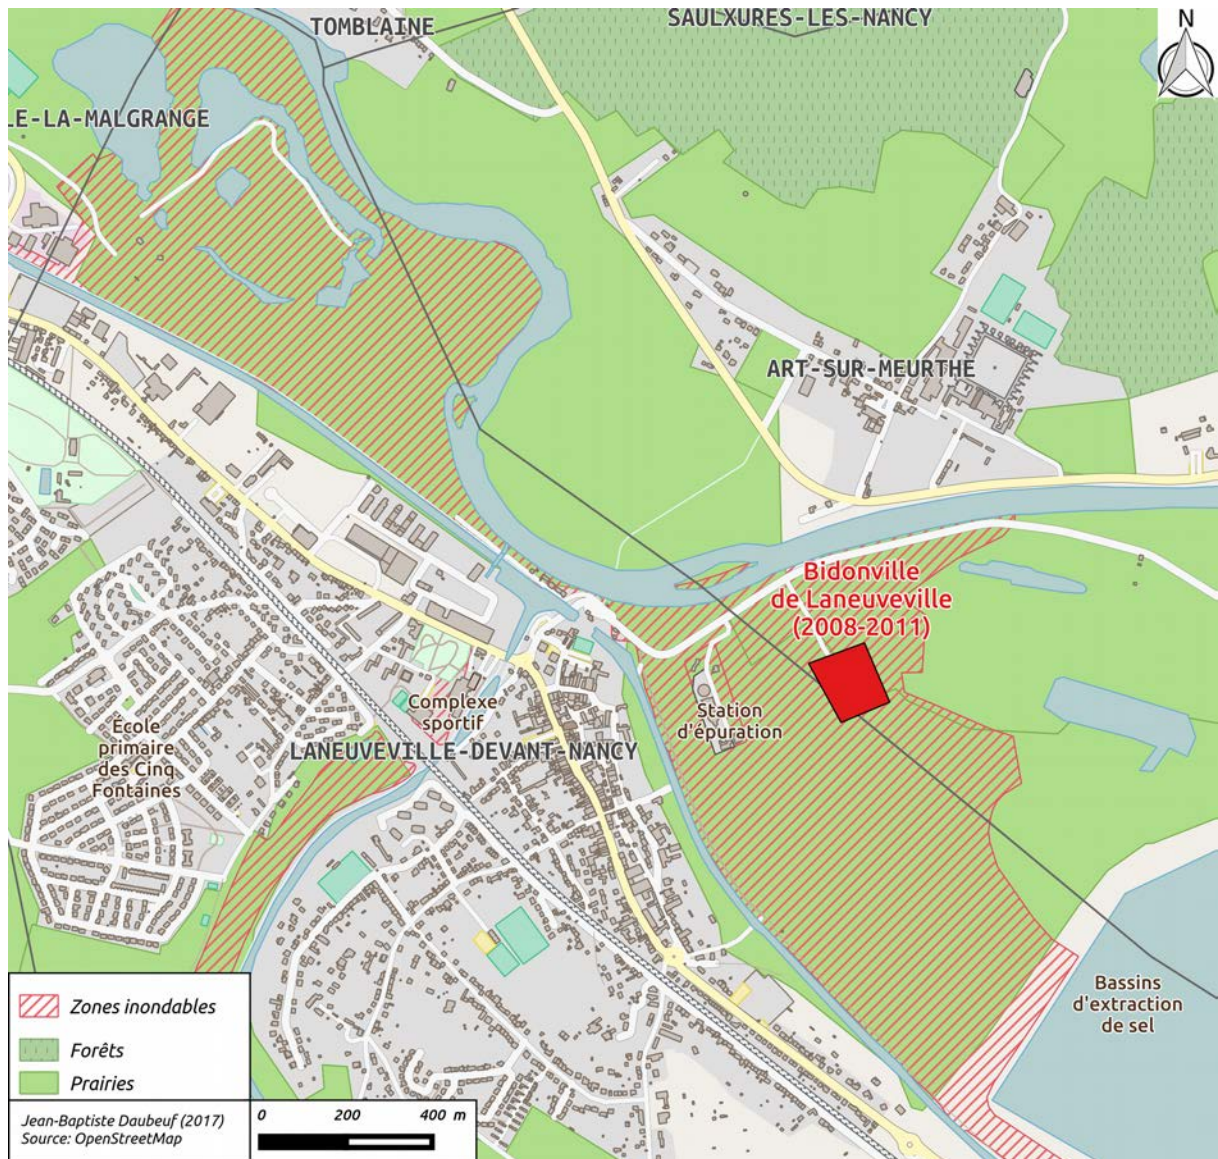 TOMBLAINE
SAULXURES-LES-NANCY
N
LE-LA-MALGRANGE
ART-SUR-MEURTHE
Bidonville
de Laneuveville
(2008-2011)
Complexe
sportif
Station
d'épuration
École
primaire
des Cinq
Fontaines
LANEUVEVILLE-DEVANT-NANCY
Bassins
d'extraction
de sel
Zones inondables
Forêts
Prairies
Jean-Baptiste Daubeuf (2017)
Source: OpenStreetMap
0 200 400 m